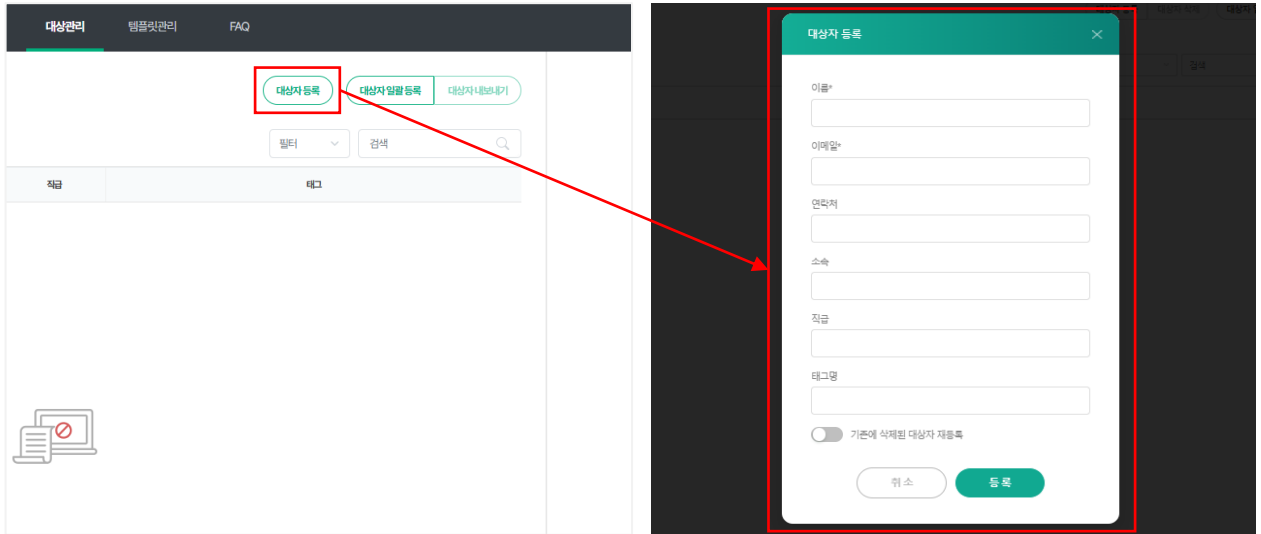 대상관리 템플릿관리 FAQ
대상자 등록 대상자 일괄 등록 대상자 내보내기
필터 검색
직급 태그
대상자 등록
이름*
이메일*
연락처
소속
직급
태그명
기존에 삭제된 대상자 재등록
취소 등록
검색